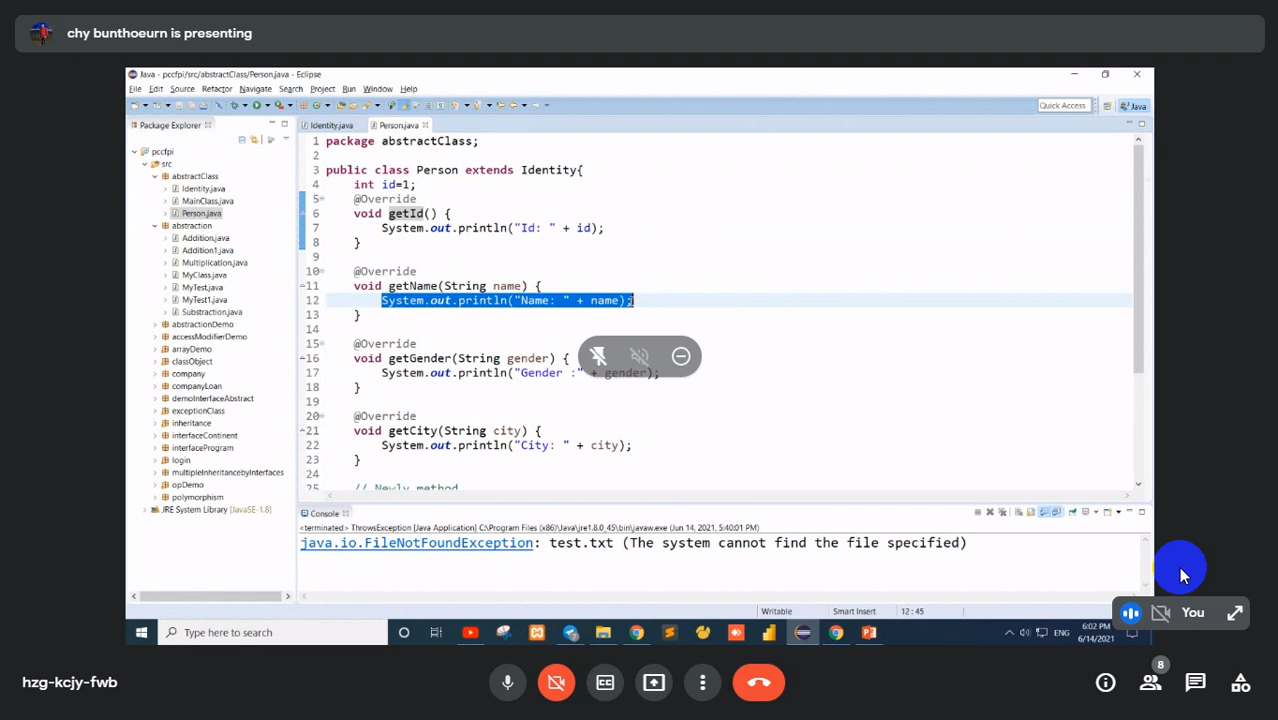 chy bunthoeurn is presenting
Java - pccfpi/src/abstractClass/Person.java - Eclipse
File Edit Source Refactor Navigate Search Project Run Window Help
Quick Access
Java
Package Explorer
Identity.java
Person.java
pccfpi
src
abstractClass
Identity.java
MainClass.java
Person.java
abstraction
Addition.java
Addition1.java
Multiplication.java
MyClass.java
MyTest.java
MyTest1.java
Substraction.java
abstractionDemo
accessModifierDemo
arrayDemo
classObject
company
companyLoan
demoInterfaceAbstract
exceptionClass
inheritance
interfaceContinent
interfaceProgram
login
multipleInheritancebyInterfaces
opDemo
polymorphism
JRE System Library [JavaSE-1.8]
1 package abstractClass;
2
3 public class Person extends Identity{
4 int id=1;
5 @Override
6 void getId() {
7 System.out.println("Id: " + id);
8 }
9
10 @Override
11 void getName(String name) {
12 System.out.println("Name: " + name);
13 }
14
15 @Override
16 void getGender(String gender) {
17 System.out.println("Gender :" + gender);
18 }
19
20 @Override
21 void getCity(String city) {
22 System.out.println("City: " + city);
23 }
24
25 // Newly method
Console
<terminated> ThrowsException [Java Application] C:\Program Files (x86)\Java\jre1.8.0_45\bin\javaw.exe (Jun 14, 2021, 5:40:01 PM)
java.io.FileNotFoundException: test.txt (The system cannot find the file specified)
Writable Smart Insert 12 : 45
You
Type here to search
ENG
6:02 PM
6/14/2021
hzg-kcjy-fwb
8